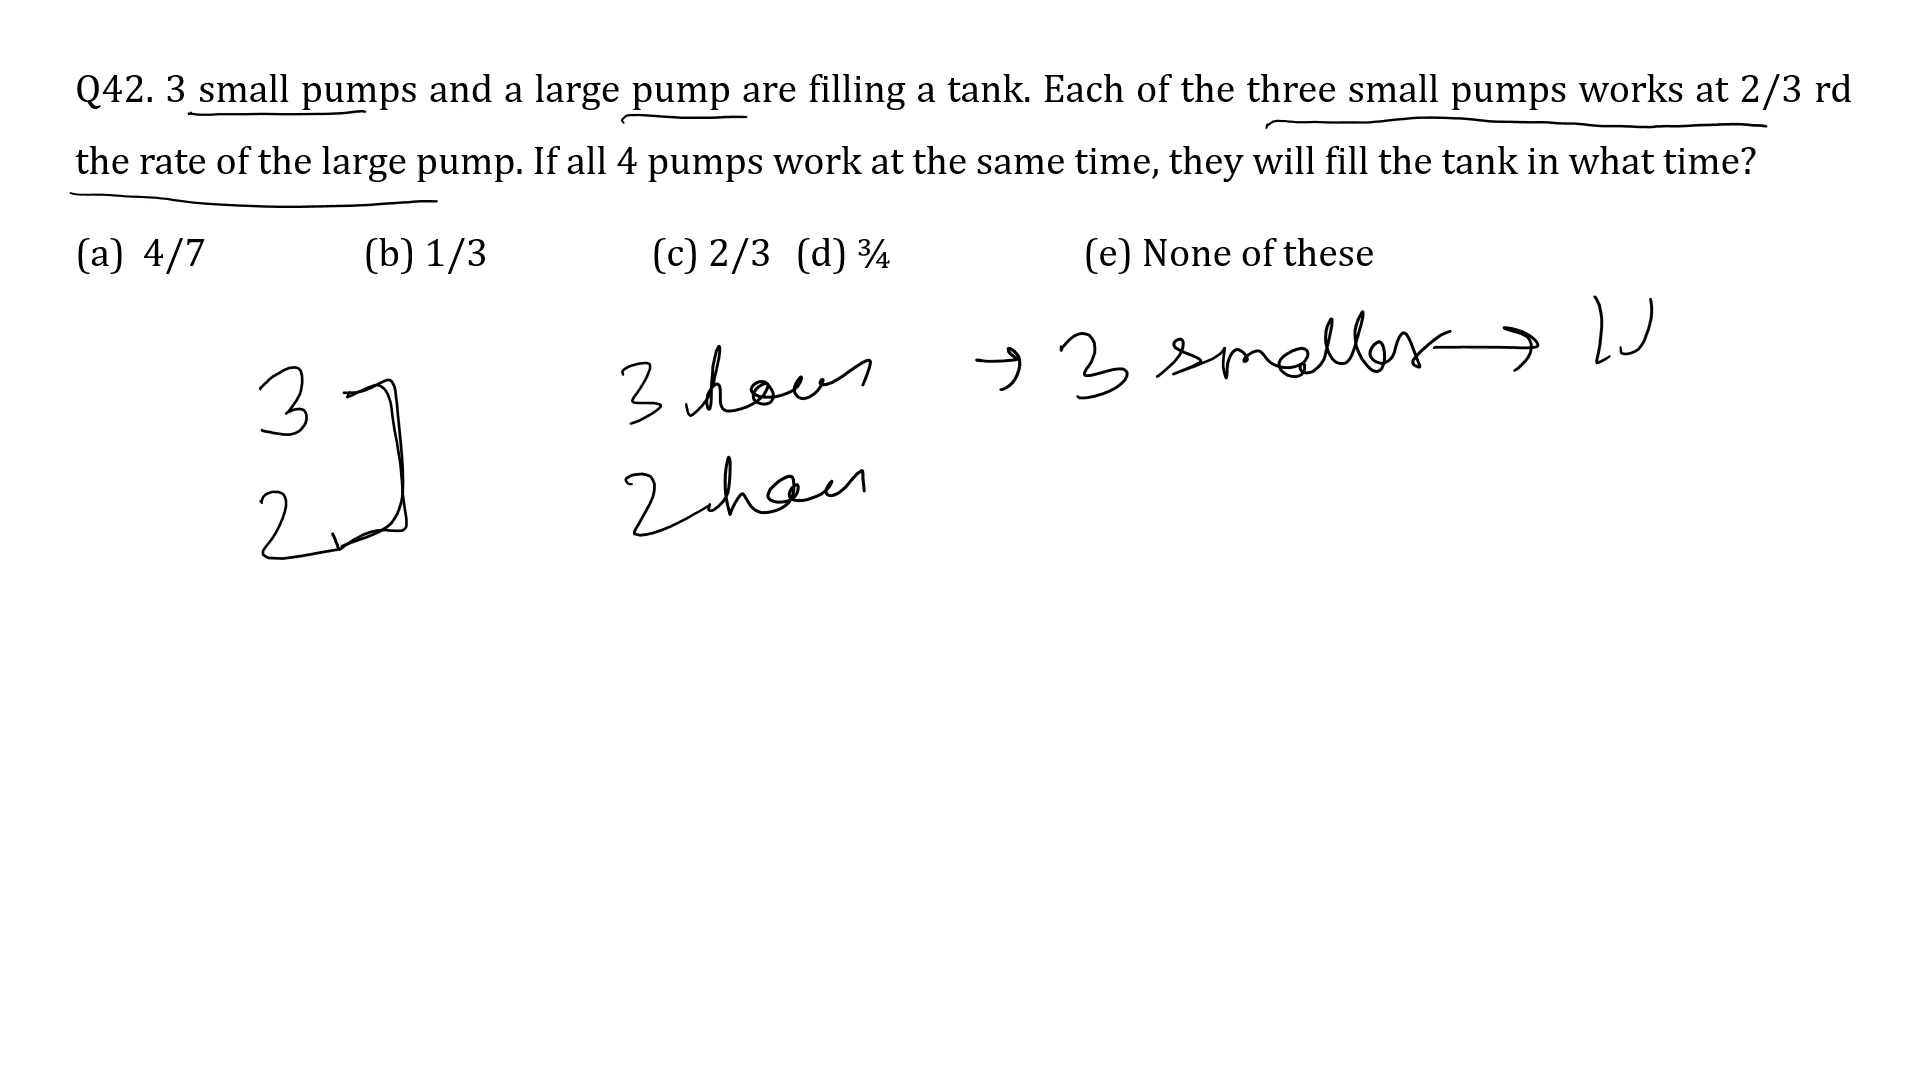 Q42. 3 small pumps and a large pump are filling a tank. Each of the three small pumps works at 2/3 rd
the rate of the large pump. If all 4 pumps work at the same time, they will fill the tank in what time?
(a) 4/7 (b) 1/3 (c) 2/3 (d) ¾ (e) None of these
3 3 hours → 3 smaller →
2 2 hour